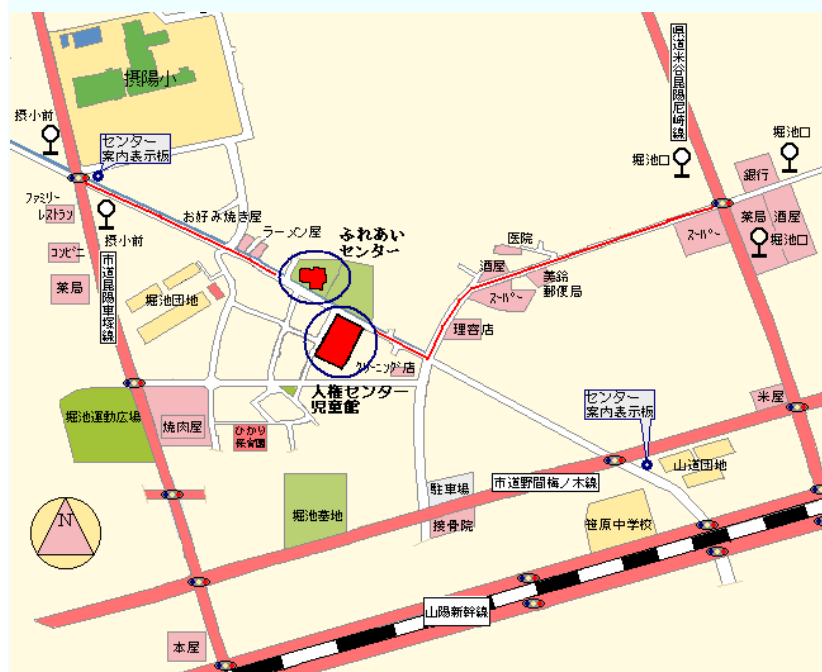 摂陽小
摂小前
センター
案内表示板
ファミリー
レストラン
摂小前
コンビニ
薬局
市道昆陽車塚線
お好み焼き屋
ラーメン屋
ふれあい
センター
堀池団地
県道米谷昆陽尼崎線
堀池口
堀池口
銀行
薬局
酒屋
堀池口
スーパー
医院
酒屋
美鈴
郵便局
スーパー
理容店
クリーニング店
人権センター
児童館
堀池運動広場
焼肉屋
ひかり
保育園
センター
案内表示板
米屋
山道団地
市道野間梅ノ木線
駐車場
接骨院
堀池墓地
笹原中学校
N
山陽新幹線
本屋